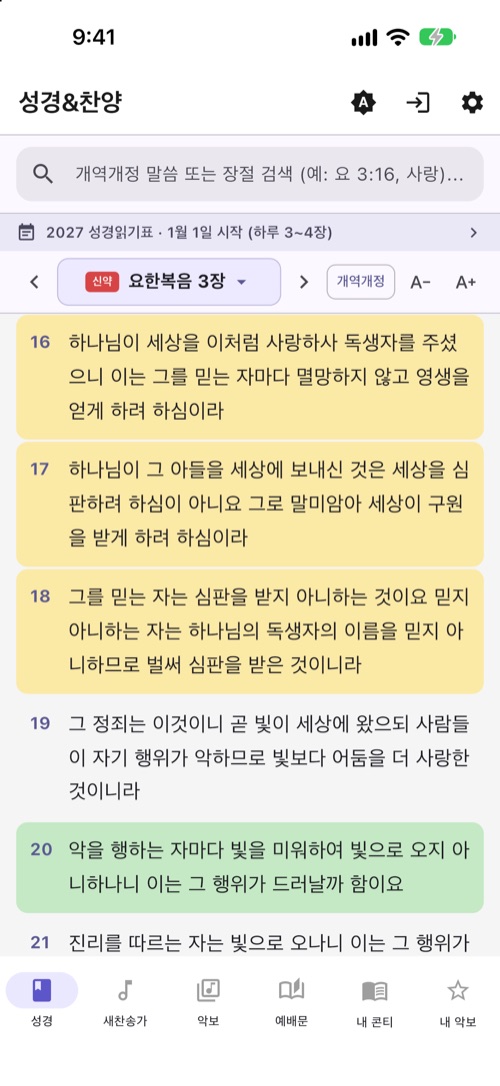 9:41
성경&찬양
A
개역개정 말씀 또는 장절 검색 (예: 요 3:16, 사랑)...
2027 성경읽기표 · 1월 1일 시작 (하루 3~4장)
신약 요한복음 3장 개역개정 A- A+
16 하나님이 세상을 이처럼 사랑하사 독생자를 주셨
으니 이는 그를 믿는 자마다 멸망하지 않고 영생을
얻게 하려 하심이라
17 하나님이 그 아들을 세상에 보내신 것은 세상을 심
판하려 하심이 아니요 그로 말미암아 세상이 구원
을 받게 하려 하심이라
18 그를 믿는 자는 심판을 받지 아니하는 것이요 믿지
아니하는 자는 하나님의 독생자의 이름을 믿지 아
니하므로 벌써 심판을 받은 것이니라
19 그 정죄는 이것이니 곧 빛이 세상에 왔으되 사람들
이 자기 행위가 악하므로 빛보다 어둠을 더 사랑한
것이니라
20 악을 행하는 자마다 빛을 미워하여 빛으로 오지 아
니하나니 이는 그 행위가 드러날까 함이요
21 진리를 따르는 자는 빛으로 오나니 이는 그 행위가
성경 새찬송가 악보 예배문 내 콘티 내 악보